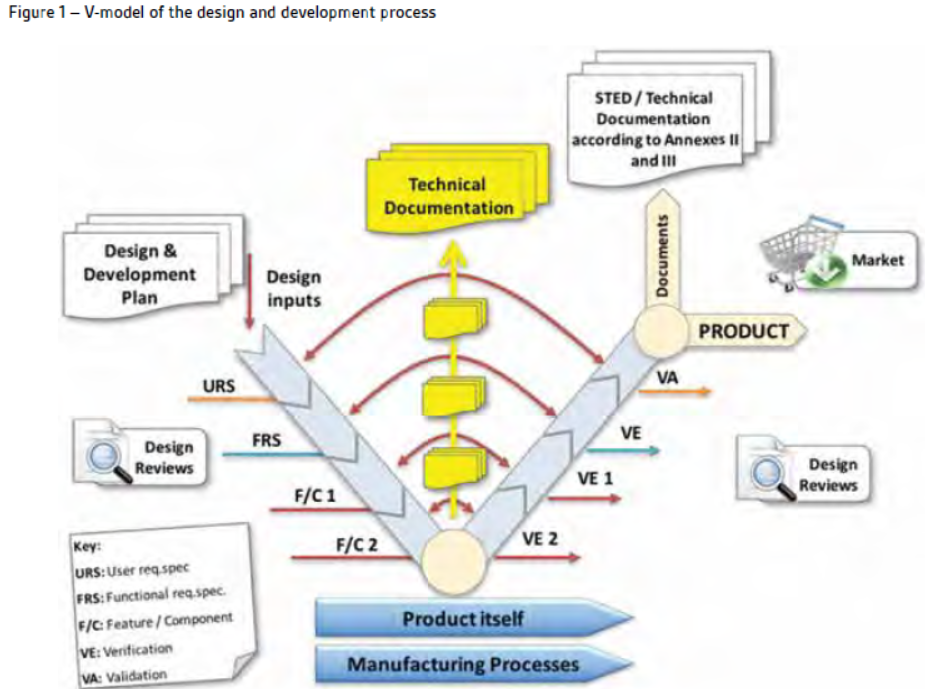 Figure 1 – V-model of the design and development process
STED / Technical
Documentation
according to Annexes II
and III
Technical
Documentation
Design &
Development
Plan
Design
inputs
Documents
Market
PRODUCT
URS
VA
FRS
VE
Design
Reviews
Design
Reviews
F/C 1
VE 1
F/C 2
VE 2
Key:
URS: User req.spec
FRS: Functional req.spec.
F/C: Feature / Component
VE: Verification
VA: Validation
Product itself
Manufacturing Processes